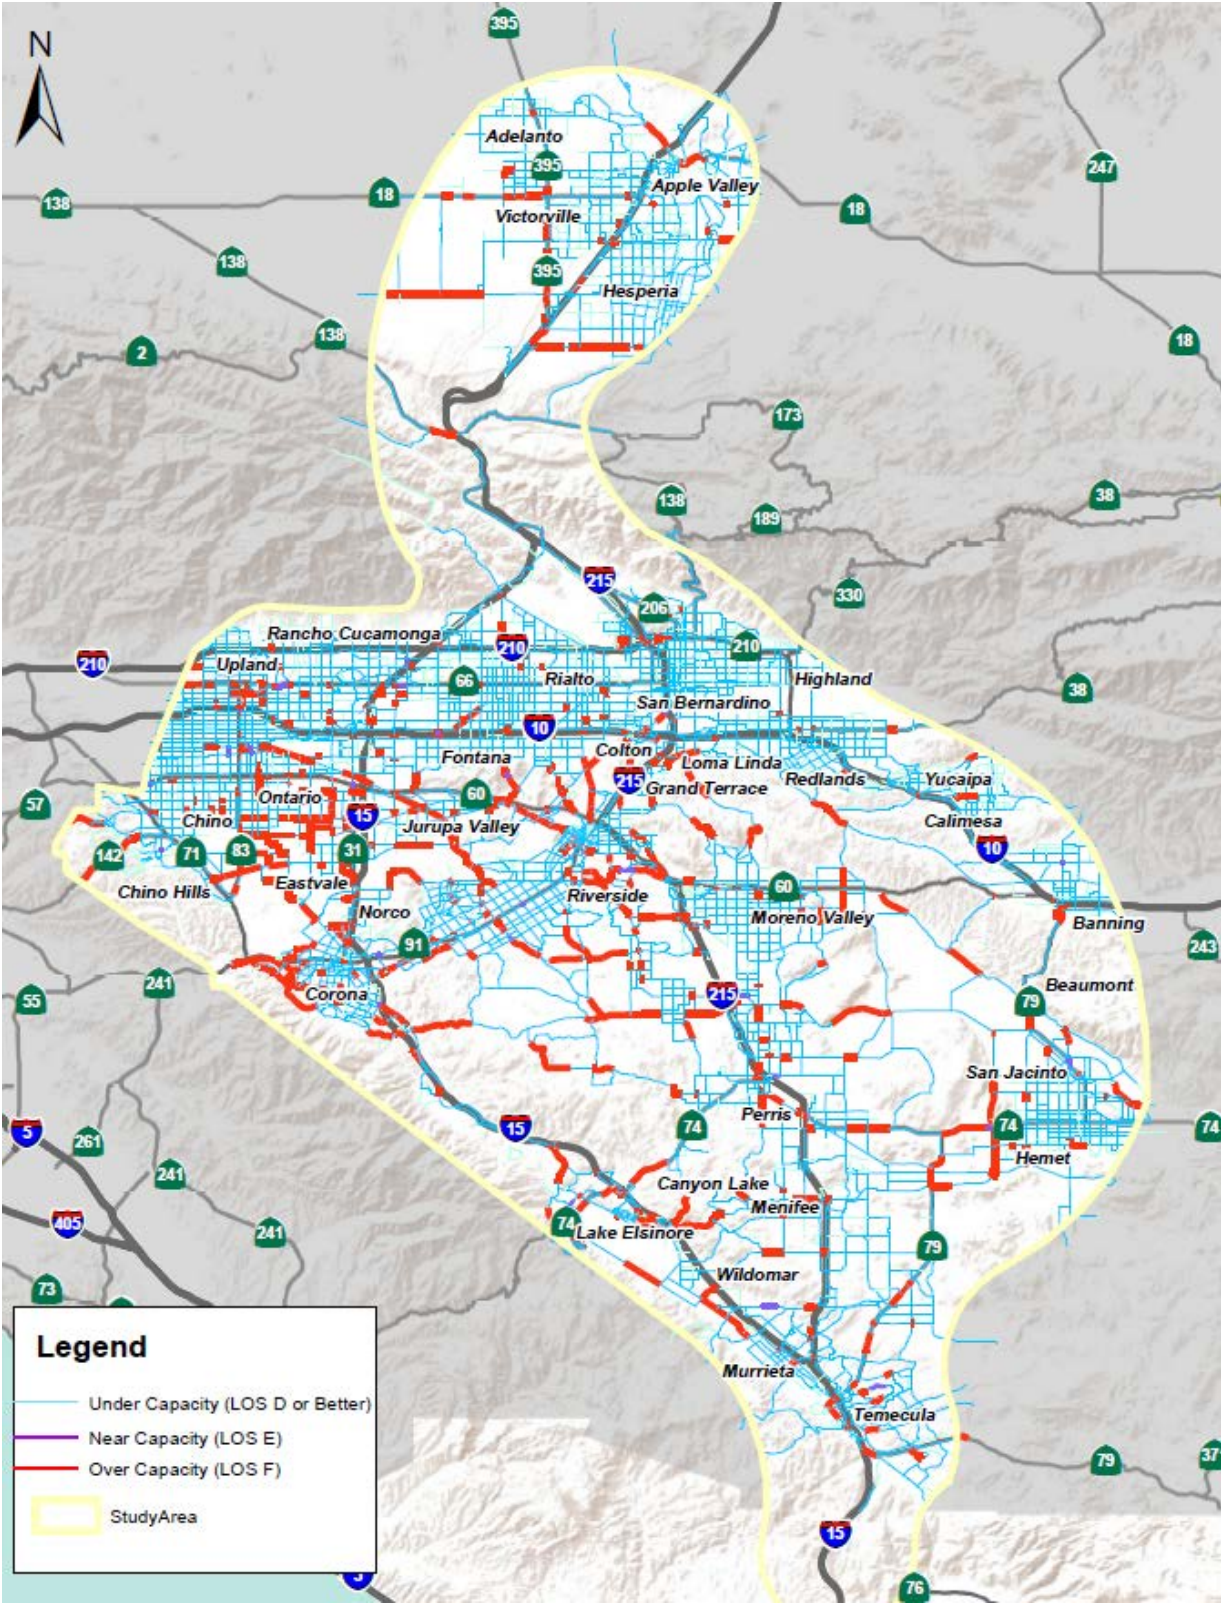 N
395
Adelanto
395
247
Apple Valley
18
138
18
Victorville
138
395
Hesperia
138
18
2
173
38
138
189
215
330
206
Rancho Cucamonga
210
210
210
Upland
Rialto
Highland
66
38
San Bernardino
10
Colton
Fontana
Loma Linda
215
Redlands
Yucaipa
Grand Terrace
57
60
Ontario
15
Chino
Jurupa Valley
Calimesa
142
71
83
31
10
Chino Hills
Eastvale
Riverside
60
Norco
Moreno Valley
Banning
91
243
241
Corona
215
Beaumont
55
79
San Jacinto
5
15
Perris
74
74
74
261
Hemet
241
Canyon Lake
Menifee
405
74
Lake Elsinore
241
79
73
Wildomar
Legend
Murrieta
Under Capacity (LOS D or Better)
Temecula
Near Capacity (LOS E)
79
371
Over Capacity (LOS F)
StudyArea
15
5
76